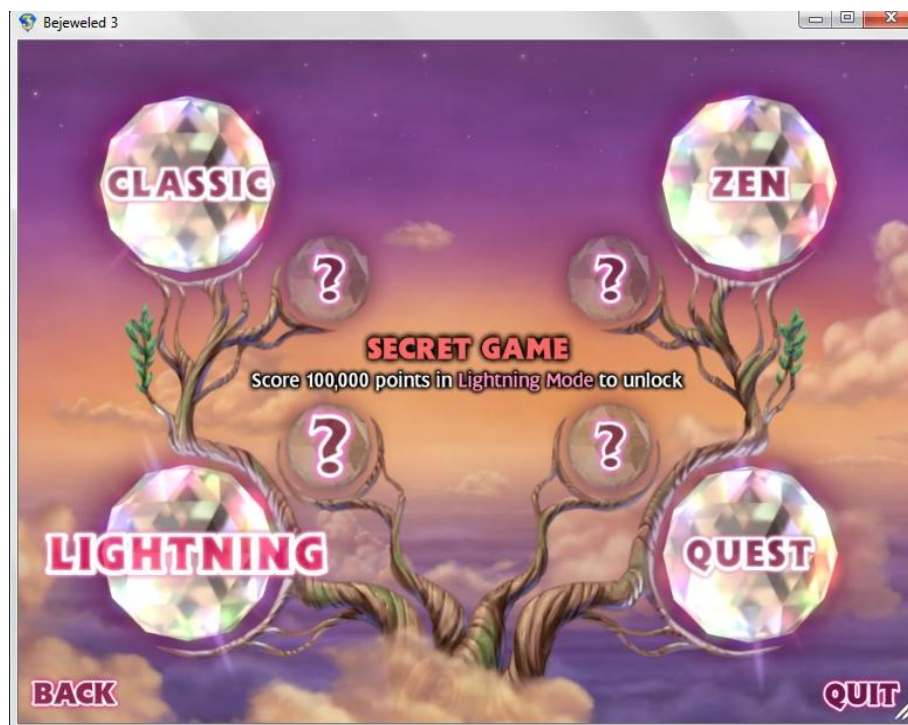 Bejeweled 3
CLASSIC
ZEN
?
?
SECRET GAME
Score 100,000 points in Lightning Mode to unlock
?
?
LIGHTNING
QUEST
BACK
QUIT